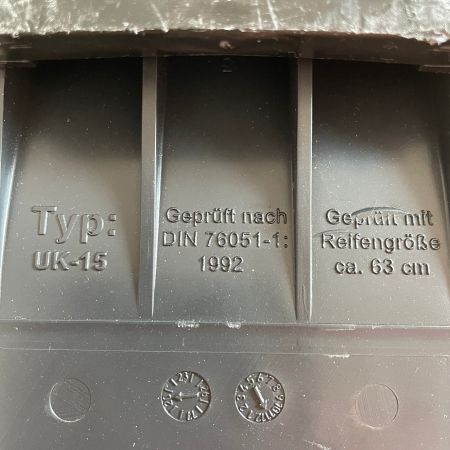 Typ:
UK-15
Geprüft nach
DIN 76051-1:
1992
Geprüft mit
Reifengröße
ca. 63 cm